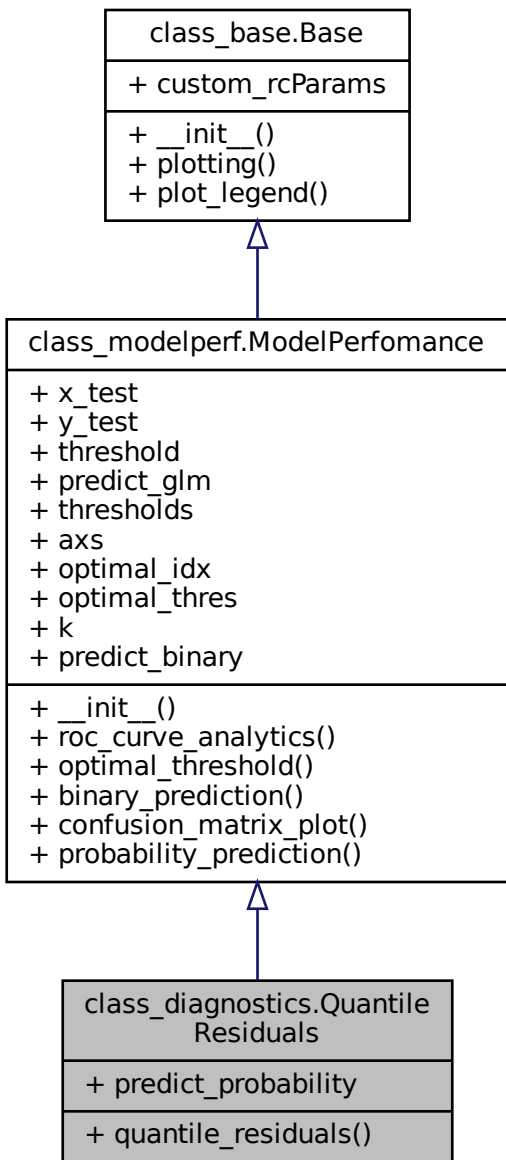 class_base.Base
+ custom_rcParams
+ __init__()
+ plotting()
+ plot_legend()
class_modelperf.ModelPerfomance
+ x_test
+ y_test
+ threshold
+ predict_glm
+ thresholds
+ axs
+ optimal_idx
+ optimal_thres
+ k
+ predict_binary
+ __init__()
+ roc_curve_analytics()
+ optimal_threshold()
+ binary_prediction()
+ confusion_matrix_plot()
+ probability_prediction()
class_diagnostics.Quantile
Residuals
+ predict_probability
+ quantile_residuals()